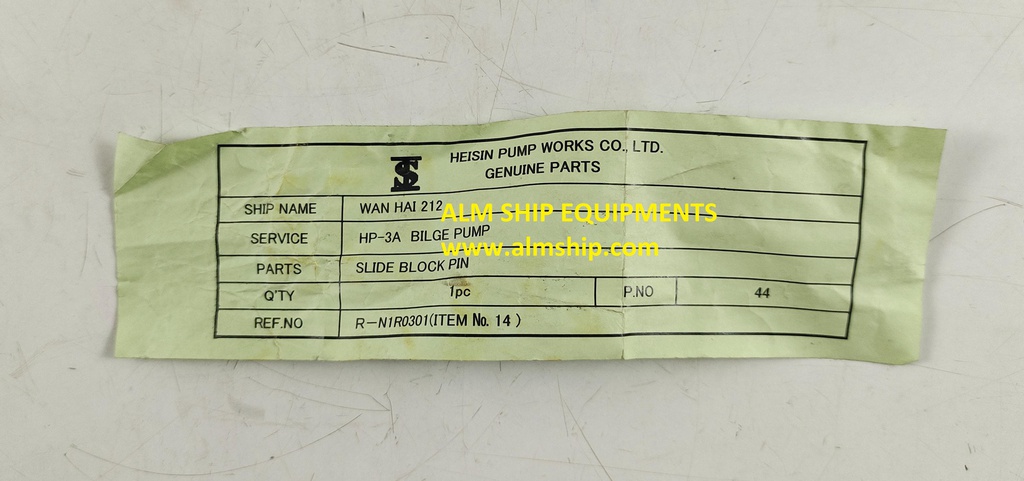 HEISIN PUMP WORKS CO., LTD.
GENUINE PARTS
SHIP NAME WAN HAI 212
ALM SHIP EQUIPMENTS
SERVICE HP-3A BILGE PUMP
www.almship.com
PARTS SLIDE BLOCK PIN
Q'TY 1pc P.NO 44
REF.NO R-N1R0301(ITEM No. 14)